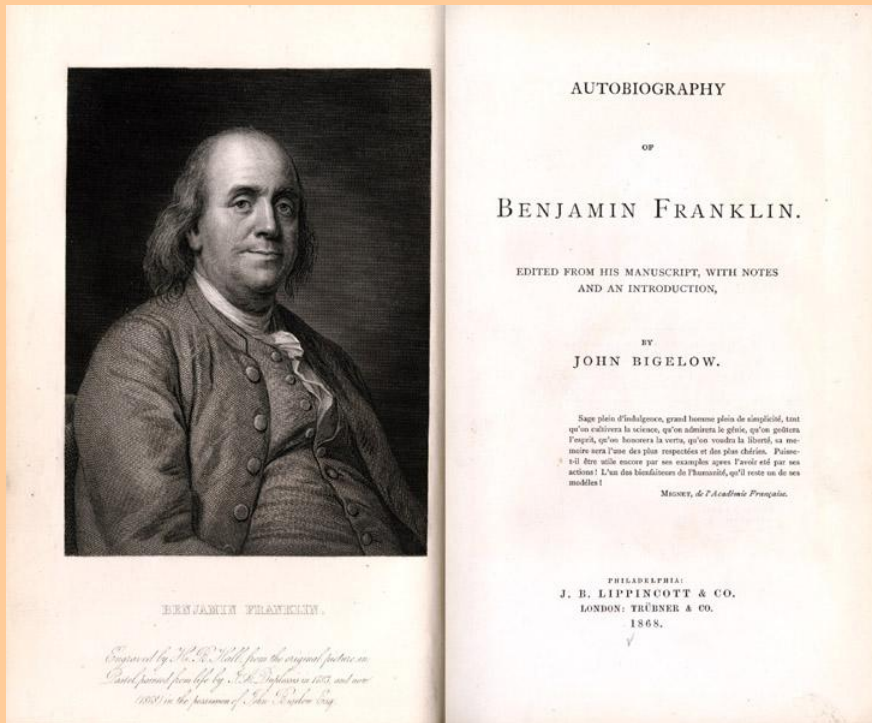 BENJAMIN FRANKLIN.
Engraved by H. B. Hall, from the original picture in
Pastel painted from life by J. A. Duplessis in 1783, and now
(1868) in the possession of John Bigelow Esq.
AUTOBIOGRAPHY
OF
BENJAMIN FRANKLIN.
EDITED FROM HIS MANUSCRIPT, WITH NOTES
AND AN INTRODUCTION,
BY
JOHN BIGELOW.
Sage plein d'indulgence, grand homme plein de simplicité, tant
qu'on cultivera la science, qu'on admirera le génie, qu'on goûtera
l'esprit, qu'on honorera la vertu, qu'on voudra la liberté, sa me-
moire sera l'une des plus respectées et des plus chéries. Puisse-
t-il être utile encore par ses examples apres l'avoir eté par ses
actions! L'un des bienfaiteurs de l'humanité, qu'il reste un de ses
modèles!
MIGNET, de l'Académie Française.
PHILADELPHIA:
J. B. LIPPINCOTT & CO.
LONDON: TRÜBNER & CO.
1868.